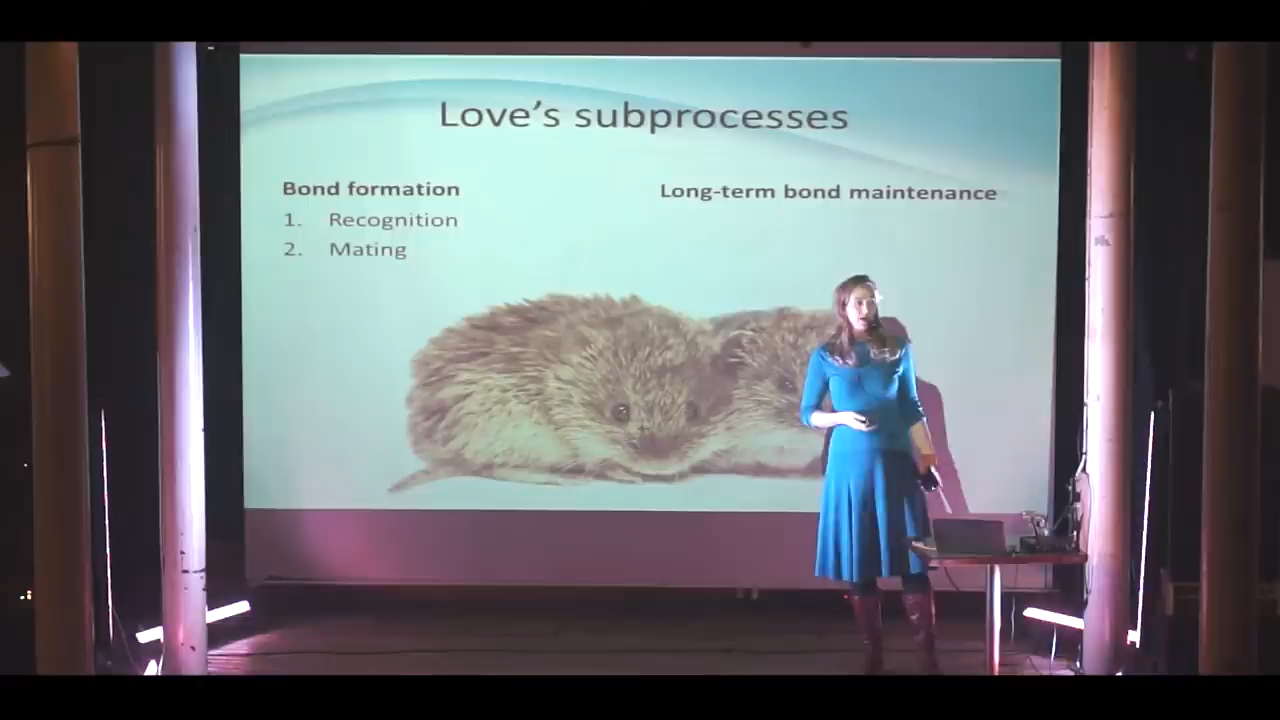 Love's subprocesses
Bond formation
1. Recognition
2. Mating
Long-term bond maintenance